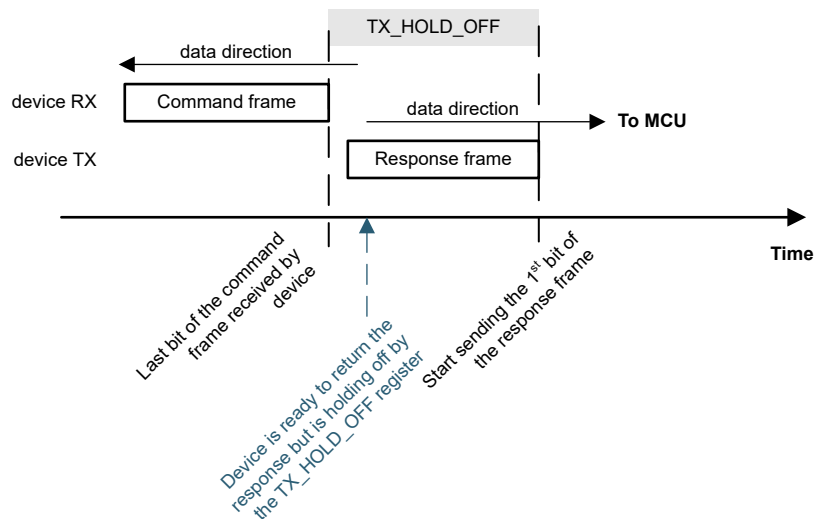 TX_HOLD_OFF
data direction
device RX
Command frame
data direction
To MCU
device TX
Response frame
Time
Last bit of the command
frame received by
device
Device is ready to return the
response but is holding off by
the TX_HOLD_OFF register
Start sending the 1st bit of
the response frame